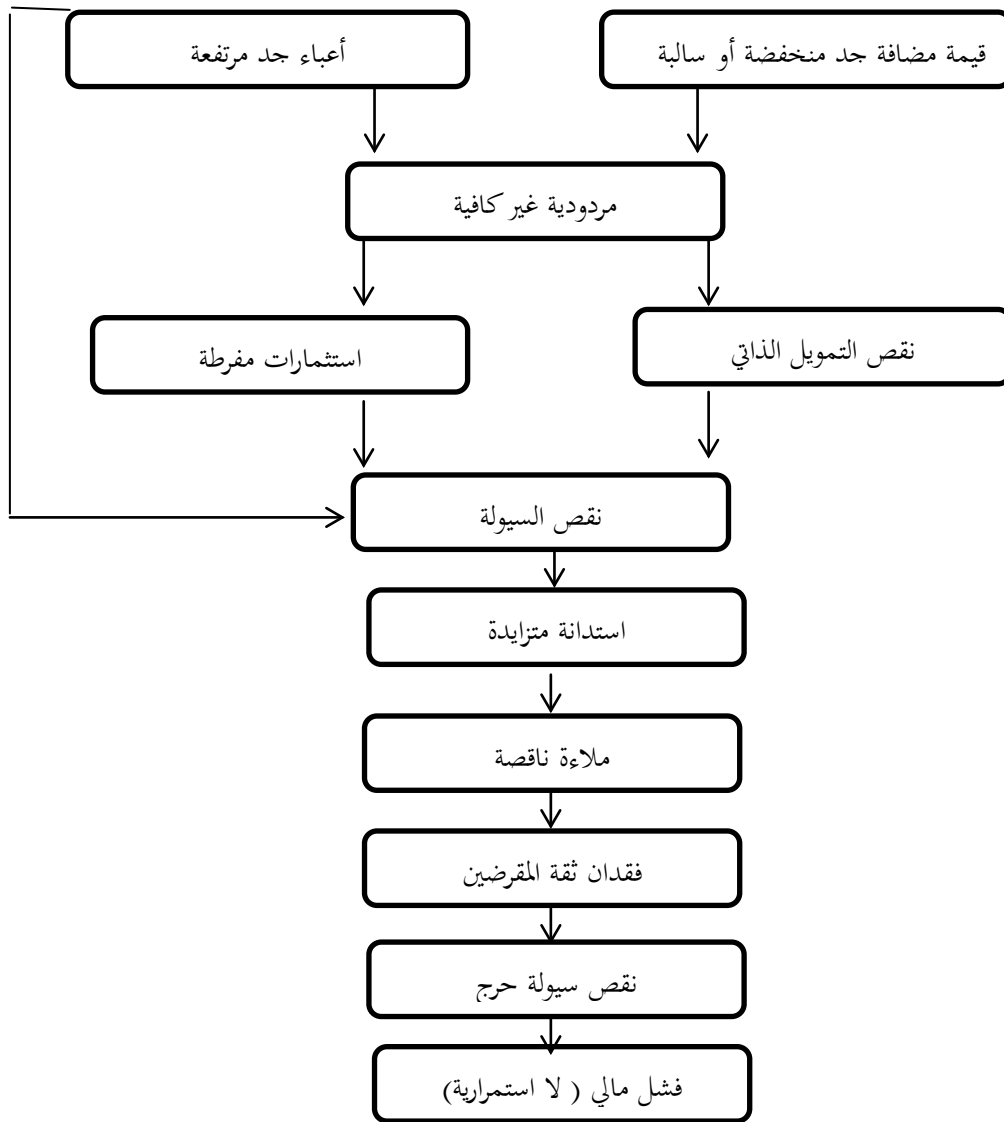 قيمة مضافة جد منخفضة أو سالبة
أعباء جد مرتفعة
مردودية غير كافية
نقص التمويل الذاتي
استثمارات مفرطة
نقص السيولة
استدانة متزايدة
ملاءة ناقصة
فقدان ثقة المقرضين
نقص سيولة حرج
فشل مالي ( لا استمرارية)